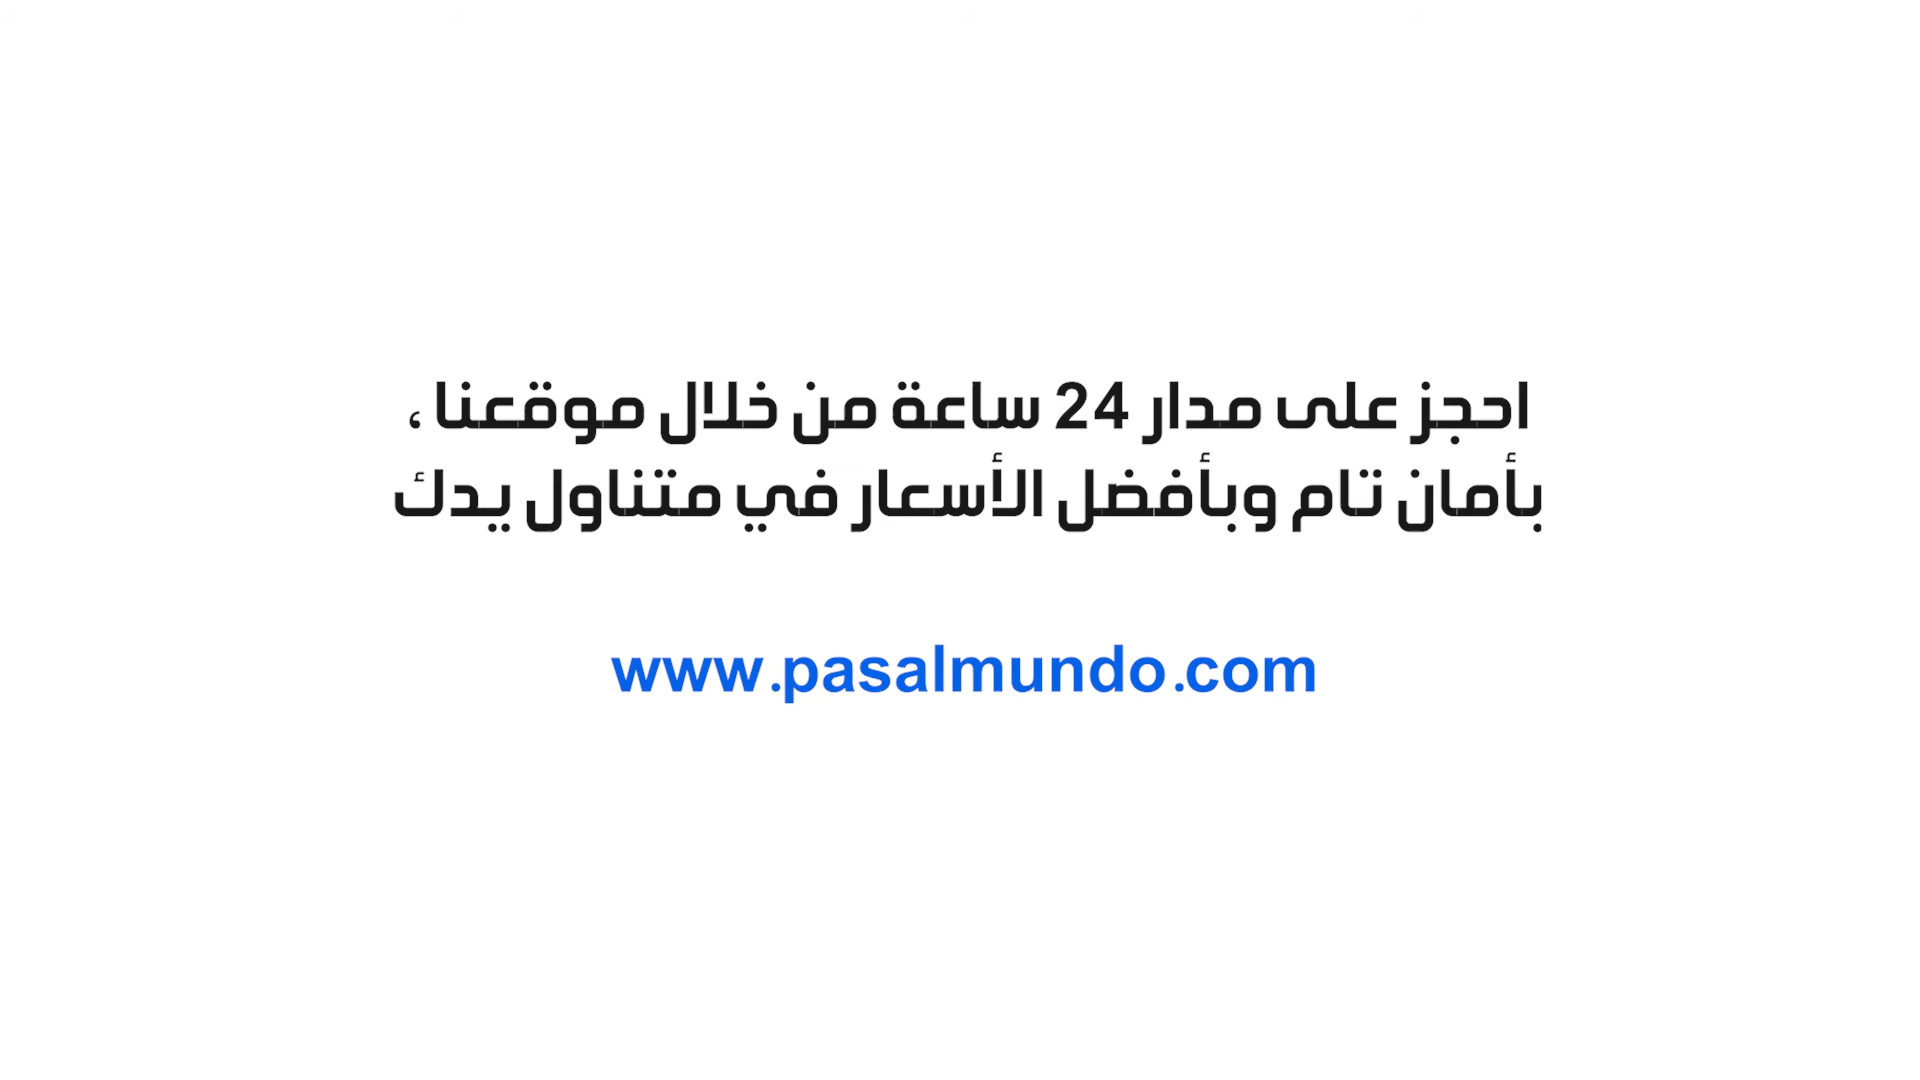 احجز على مدار 24 ساعة من خلال موقعنا ،
بأمان تام وبأفضل الأسعار في متناول يدك
www.pasalmundo.com